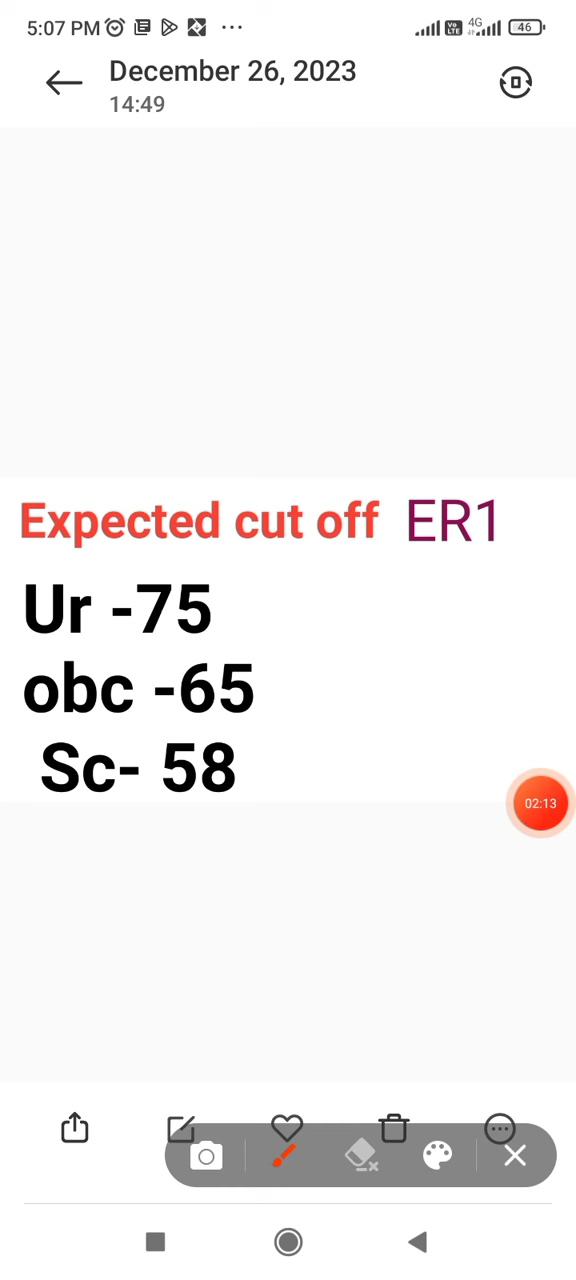 5:07 PM 4G 46
December 26, 2023
14:49
Expected cut off ER1
Ur -75
obc -65
Sc- 58
02:13